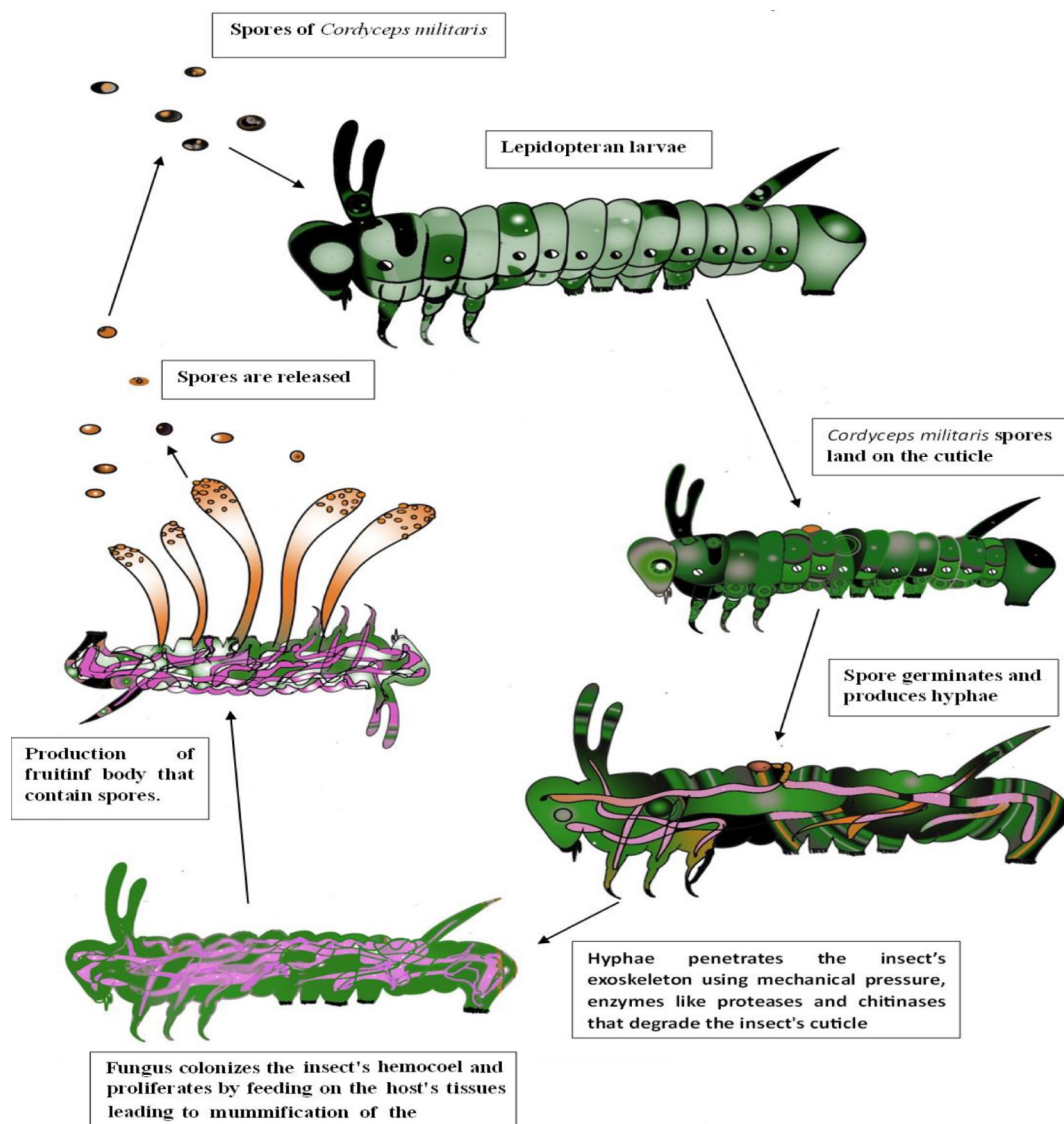 Spores of Cordyceps militaris
Lepidopteran larvae
Spores are released
Cordyceps militaris spores
land on the cuticle
Spore germinates and
produces hyphae
Production of
fruitinf body that
contain spores.
Hyphae penetrates the insect's
exoskeleton using mechanical pressure,
enzymes like proteases and chitinases
that degrade the insect's cuticle
Fungus colonizes the insect's hemocoel and
proliferates by feeding on the host's tissues
leading to mummification of the